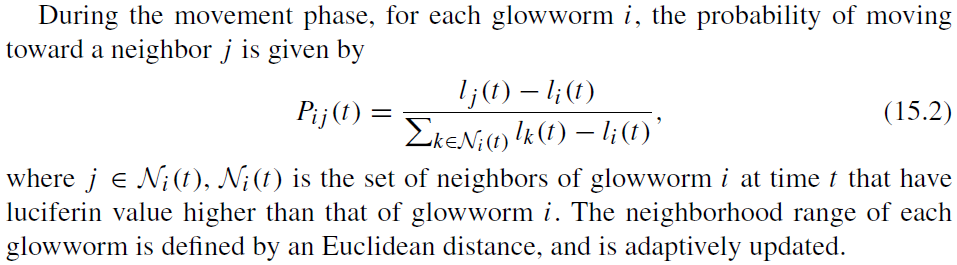 During the movement phase, for each glowworm i, the probability of moving
toward a neighbor j is given by
P_{ij}(t) = \frac{l_j(t) − l_i(t)}{\sum_{k∈\mathcal{N}_i(t)} l_k(t) − l_i(t)}, (15.2)
where j ∈ \mathcal{N}_i(t), \mathcal{N}_i(t) is the set of neighbors of glowworm i at time t that have
luciferin value higher than that of glowworm i. The neighborhood range of each
glowworm is defined by an Euclidean distance, and is adaptively updated.